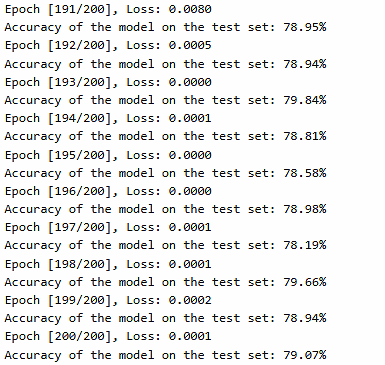 Epoch [191/200], Loss: 0.0080
Accuracy of the model on the test set: 78.95%
Epoch [192/200], Loss: 0.0005
Accuracy of the model on the test set: 78.94%
Epoch [193/200], Loss: 0.0000
Accuracy of the model on the test set: 79.84%
Epoch [194/200], Loss: 0.0001
Accuracy of the model on the test set: 78.81%
Epoch [195/200], Loss: 0.0000
Accuracy of the model on the test set: 78.58%
Epoch [196/200], Loss: 0.0000
Accuracy of the model on the test set: 78.98%
Epoch [197/200], Loss: 0.0001
Accuracy of the model on the test set: 78.19%
Epoch [198/200], Loss: 0.0001
Accuracy of the model on the test set: 79.66%
Epoch [199/200], Loss: 0.0002
Accuracy of the model on the test set: 78.94%
Epoch [200/200], Loss: 0.0001
Accuracy of the model on the test set: 79.07%